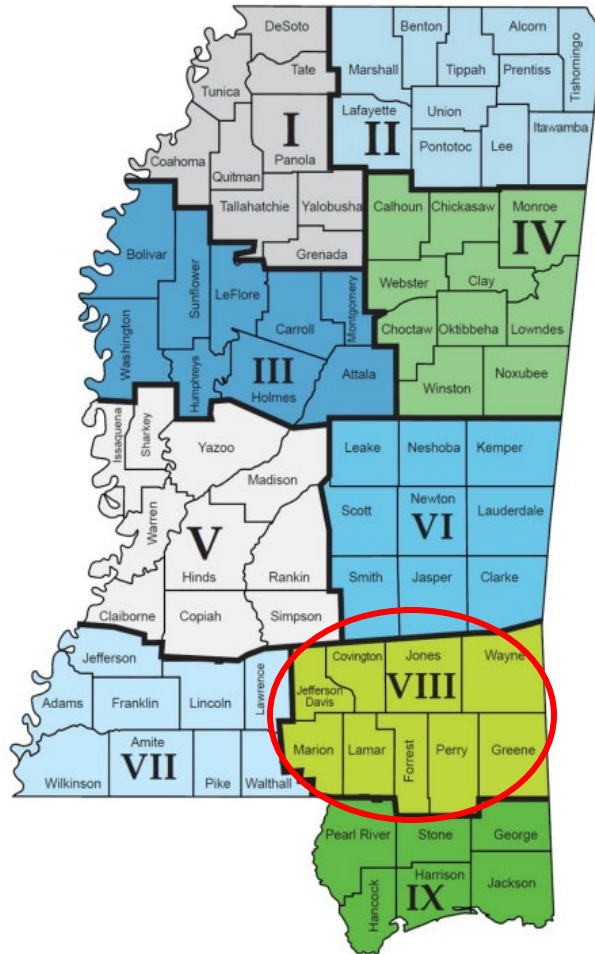 DeSoto
Benton
Alcorn
Tate
Marshall
Tippah
Prentiss
Tishomingo
Tunica
I
Lafayette
Union
Itawamba
Panola
II
Pontotoc
Lee
Coahoma
Quitman
Tallahatchie
Yalobusha
Calhoun
Chickasaw
Monroe
IV
Grenada
Bolivar
Sunflower
LeFlore
Webster
Clay
Montgomery
Carroll
Choctaw
Oktibbeha
Lowndes
Washington
Humphreys
III
Holmes
Attala
Winston
Noxubee
Issaquena
Sharkey
Yazoo
Leake
Neshoba
Kemper
Madison
Warren
Scott
Newton
VI
Lauderdale
V
Hinds
Rankin
Smith
Jasper
Clarke
Claiborne
Copiah
Simpson
Jefferson
Lawrence
Covington
Jones
VIII
Wayne
Adams
Franklin
Lincoln
Jefferson
Davis
Amite
VII
Marion
Lamar
Forrest
Perry
Greene
Wilkinson
Pike
Walthall
Pearl River
Stone
George
Hancock
Harrison
IX
Jackson